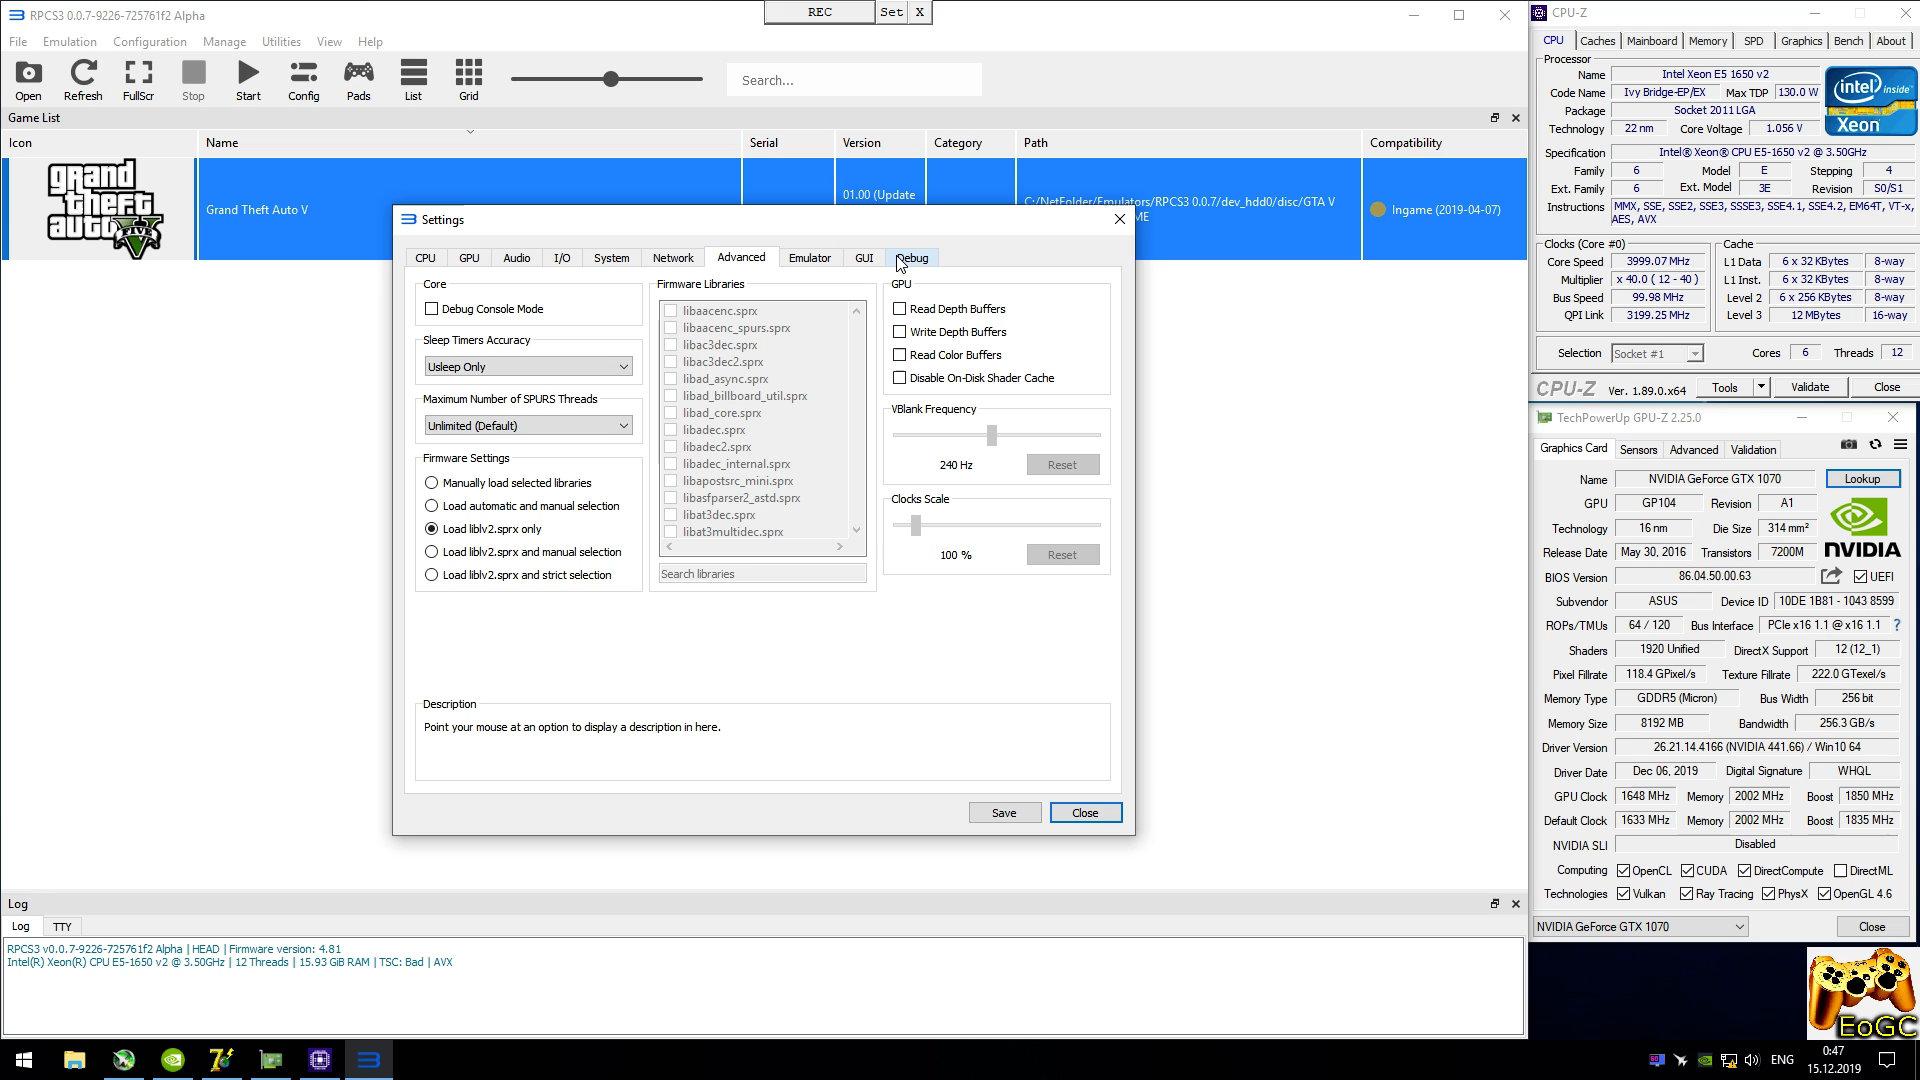 RPCS3 0.0.7-9226-725761f2 Alpha
REC
Set
X
File Emulation Configuration Manage Utilities View Help
Open Refresh FullScr Stop Start Config Pads List Grid
Search...
Game List
Icon Name Serial Version Category Path Compatibility
grand theft auto V FIVE
Grand Theft Auto V
01.00 (Update
C:/NetFolder/Emulators/RPCS3 0.0.7/dev_hdd0/disc/GTA V
ME
Ingame (2019-04-07)
Settings
CPU GPU Audio I/O System Network Advanced Emulator GUI Debug
Core
Debug Console Mode
Sleep Timers Accuracy
Usleep Only
Maximum Number of SPURS Threads
Unlimited (Default)
Firmware Settings
Manually load selected libraries
Load automatic and manual selection
Load liblv2.sprx only
Load liblv2.sprx and manual selection
Load liblv2.sprx and strict selection
Firmware Libraries
libaacenc.sprx
libaacenc_spurs.sprx
libac3dec.sprx
libac3dec2.sprx
libad_async.sprx
libad_billboard_util.sprx
libad_core.sprx
libadec.sprx
libadec2.sprx
libadec_internal.sprx
libapostsrc_mini.sprx
libasfparser2_astd.sprx
libat3dec.sprx
libat3multidec.sprx
Search libraries
GPU
Read Depth Buffers
Write Depth Buffers
Read Color Buffers
Disable On-Disk Shader Cache
VBlank Frequency
240 Hz Reset
Clocks Scale
100 % Reset
Description
Point your mouse at an option to display a description in here.
Save Close
Log
Log TTY
RPCS3 v0.0.7-9226-725761f2 Alpha | HEAD | Firmware version: 4.81
Intel(R) Xeon(R) CPU E5-1650 v2 @ 3.50GHz | 12 Threads | 15.93 GiB RAM | TSC: Bad | AVX
CPU-Z
CPU Caches Mainboard Memory SPD Graphics Bench About
Processor
Name Intel Xeon E5 1650 v2
Code Name Ivy Bridge-EP/EX Max TDP 130.0 W
Package Socket 2011 LGA
Technology 22 nm Core Voltage 1.056 V
intel inside
Xeon
Specification Intel® Xeon® CPU E5-1650 v2 @ 3.50GHz
Family 6 Model E Stepping 4
Ext. Family 6 Ext. Model 3E Revision S0/S1
Instructions MMX, SSE, SSE2, SSE3, SSSE3, SSE4.1, SSE4.2, EM64T, VT-x,
AES, AVX
Clocks (Core #0)
Core Speed 3999.07 MHz
Multiplier x 40.0 ( 12 - 40 )
Bus Speed 99.98 MHz
QPI Link 3199.25 MHz
Cache
L1 Data 6 x 32 KBytes 8-way
L1 Inst. 6 x 32 KBytes 8-way
Level 2 6 x 256 KBytes 8-way
Level 3 12 MBytes 16-way
Selection Socket #1 Cores 6 Threads 12
CPU-Z Ver. 1.89.0.x64 Tools Validate Close
TechPowerUp GPU-Z 2.25.0
Graphics Card Sensors Advanced Validation
Name NVIDIA GeForce GTX 1070 Lookup
GPU GP104 Revision A1
Technology 16 nm Die Size 314 mm²
Release Date May 30, 2016 Transistors 7200M
NVIDIA
BIOS Version 86.04.50.00.63 UEFI
Subvendor ASUS Device ID 10DE 1B81 - 1043 8599
ROPs/TMUs 64 / 120 Bus Interface PCIe x16 1.1 @ x16 1.1 ?
Shaders 1920 Unified DirectX Support 12 (12_1)
Pixel Fillrate 118.4 GPixel/s Texture Fillrate 222.0 GTexel/s
Memory Type GDDR5 (Micron) Bus Width 256 bit
Memory Size 8192 MB Bandwidth 256.3 GB/s
Driver Version 26.21.14.4166 (NVIDIA 441.66) / Win10 64
Driver Date Dec 06, 2019 Digital Signature WHQL
GPU Clock 1648 MHz Memory 2002 MHz Boost 1850 MHz
Default Clock 1633 MHz Memory 2002 MHz Boost 1835 MHz
NVIDIA SLI Disabled
Computing OpenCL CUDA DirectCompute DirectML
Technologies Vulkan Ray Tracing PhysX OpenGL 4.6
NVIDIA GeForce GTX 1070 Close
EoGC
ENG
0:47
15.12.2019